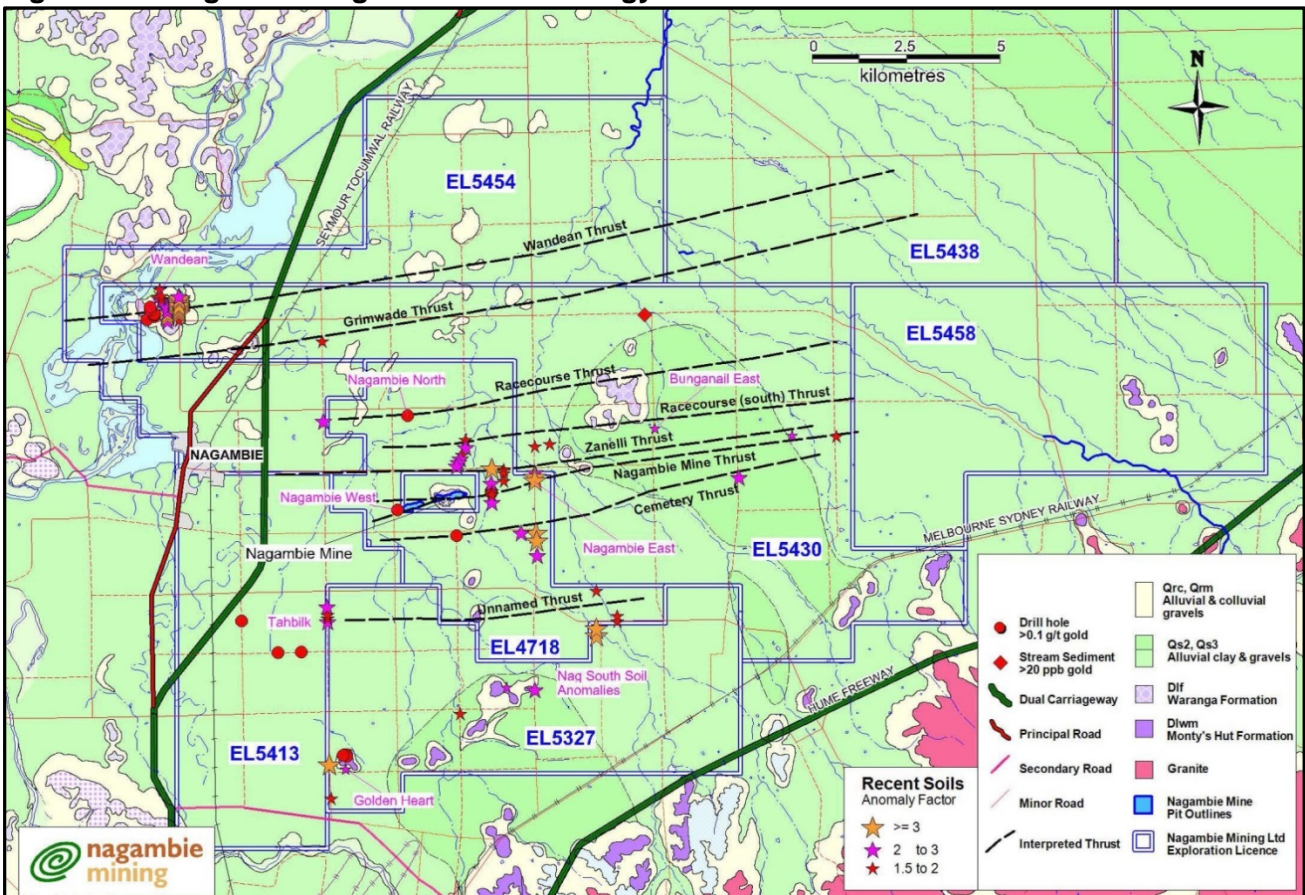 0 2.5 5
kilometres
N
SEYMOUR TOCUMWAL RAILWAY
EL5454
Wandean Thrust
EL5438
Wandean
Grimwade Thrust
EL5458
Nagambie North
Racecourse Thrust
Bunganail East
Racecourse (south) Thrust
Zanelli Thrust
NAGAMBIE
Nagambie Mine Thrust
Nagambie West
Cemetery Thrust
MELBOURNE SYDNEY RAILWAY
Nagambie Mine
Nagambie East
EL5430
Unnamed Thrust
Tahbilk
EL4718
Nag South Soil
Anomalies
HUME FREEWAY
EL5327
EL5413
Golden Heart
nagambie
mining
Recent Soils
Anomaly Factor
>= 3
2 to 3
1.5 to 2
Drill hole
>0.1 g/t gold
Stream Sediment
>20 ppb gold
Dual Carriageway
Principal Road
Secondary Road
Minor Road
Interpreted Thrust
Qrc, Qrm
Alluvial & colluvial
gravels
Qs2, Qs3
Alluvial clay & gravels
Dlf
Waranga Formation
Dlwm
Monty's Hut Formation
Granite
Nagambie Mine
Pit Outlines
Nagambie Mining Ltd
Exploration Licence